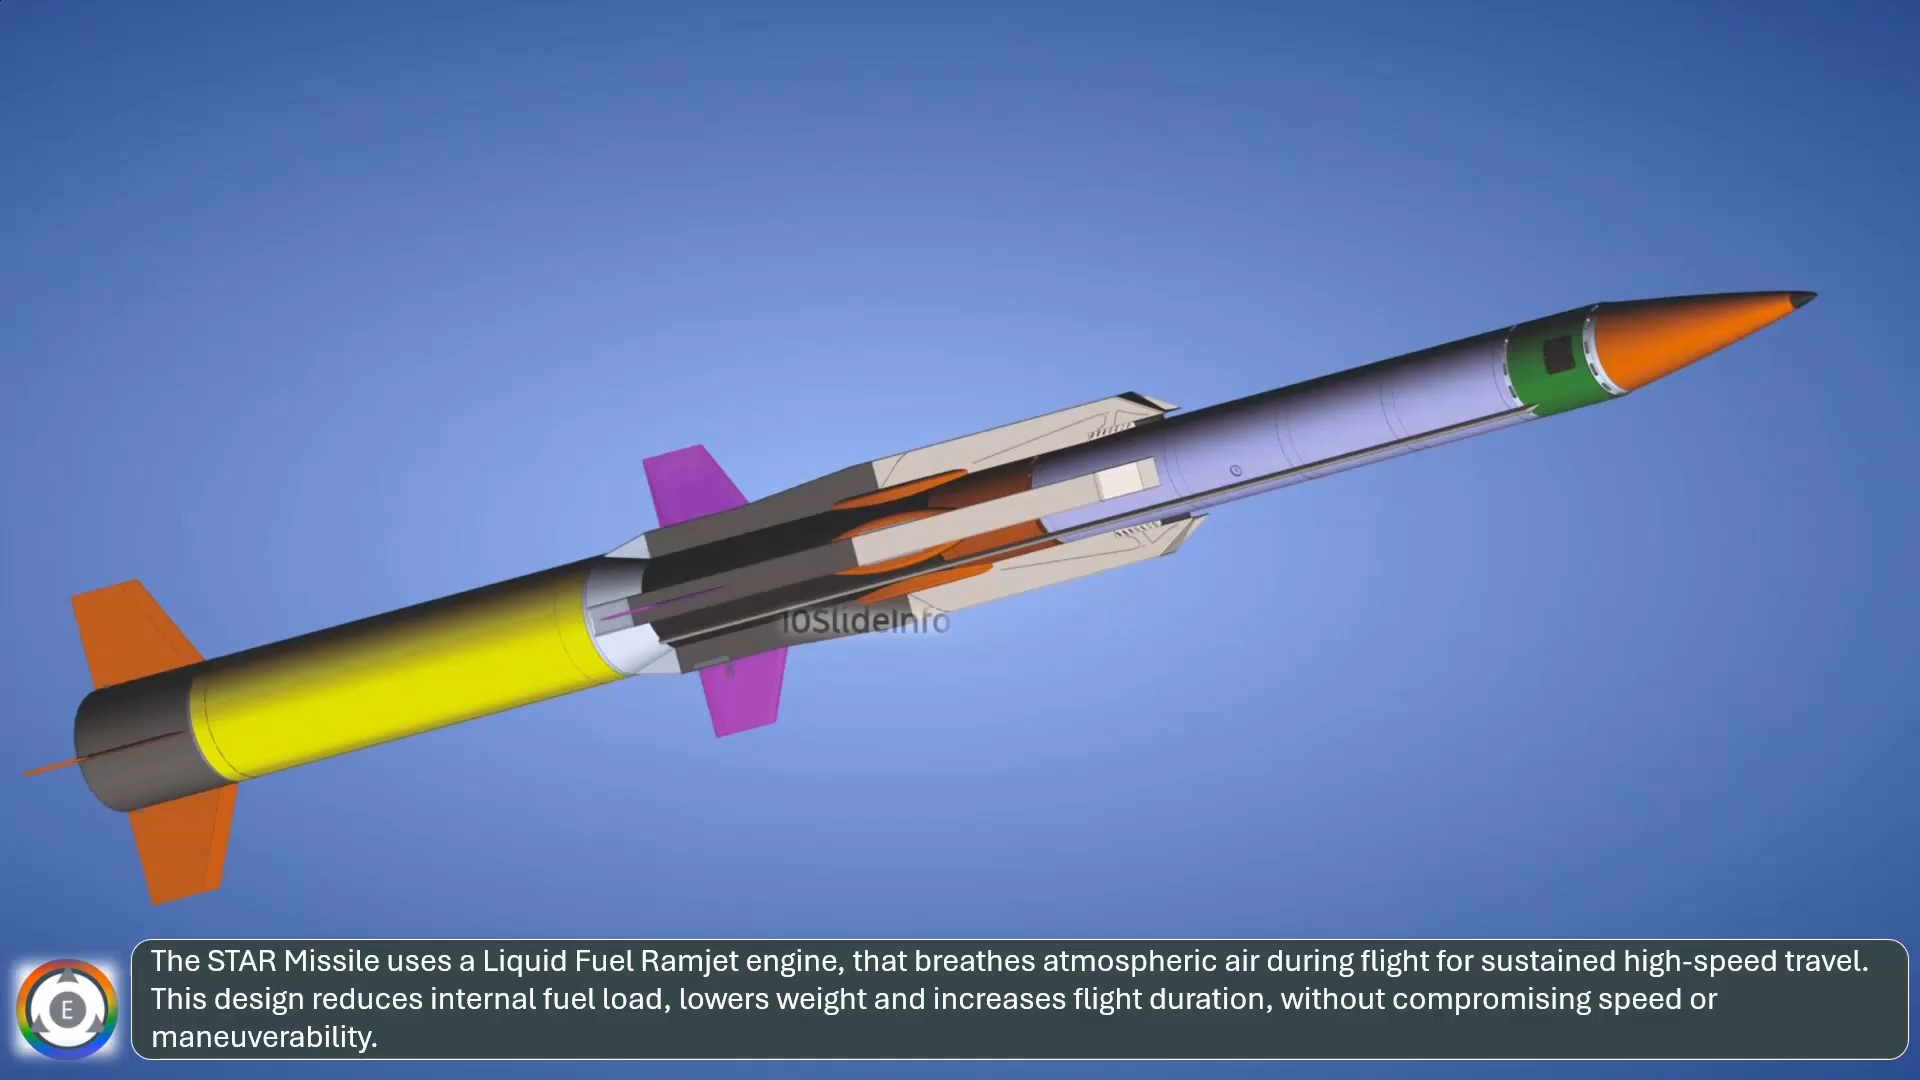 10SlideInfo
The STAR Missile uses a Liquid Fuel Ramjet engine, that breathes atmospheric air during flight for sustained high-speed travel.
This design reduces internal fuel load, lowers weight and increases flight duration, without compromising speed or
maneuverability.
E